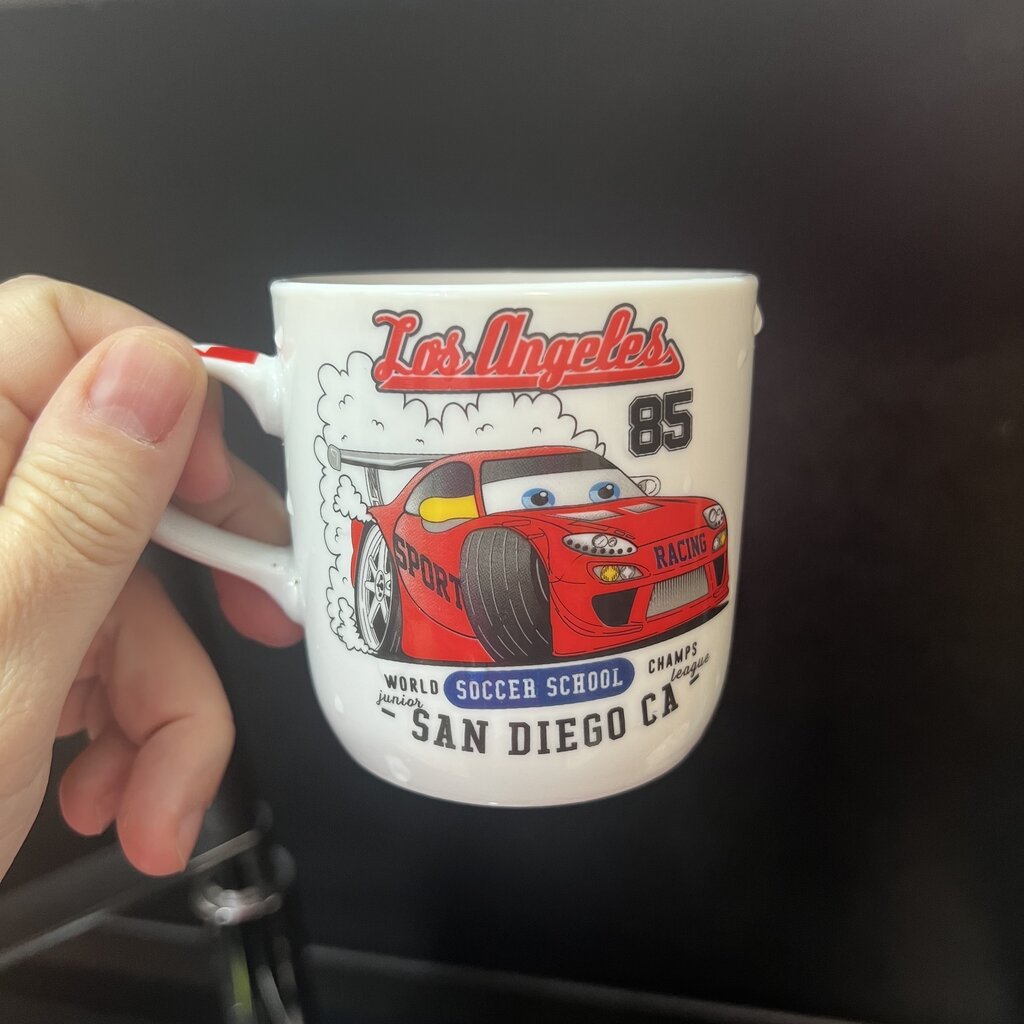 Los Angeles
85
SPORT
RACING
WORLD junior SOCCER SCHOOL CHAMPS league
- SAN DIEGO CA -